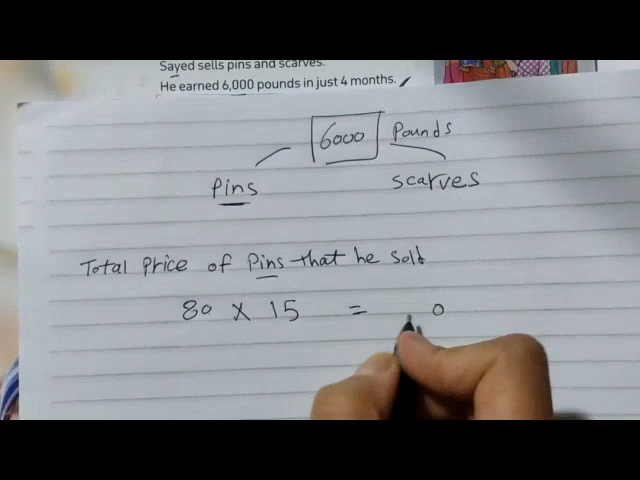 Sayed sells pins and scarves.
He earned 6,000 pounds in just 4 months.
6000 Pounds
Pins scarves
Total Price of Pins that he sold
80 × 15 = 0